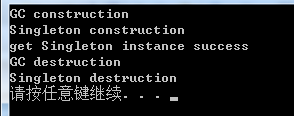 GC construction
Singleton construction
get Singleton instance success
GC destruction
Singleton destruction
请按任意键继续. . .